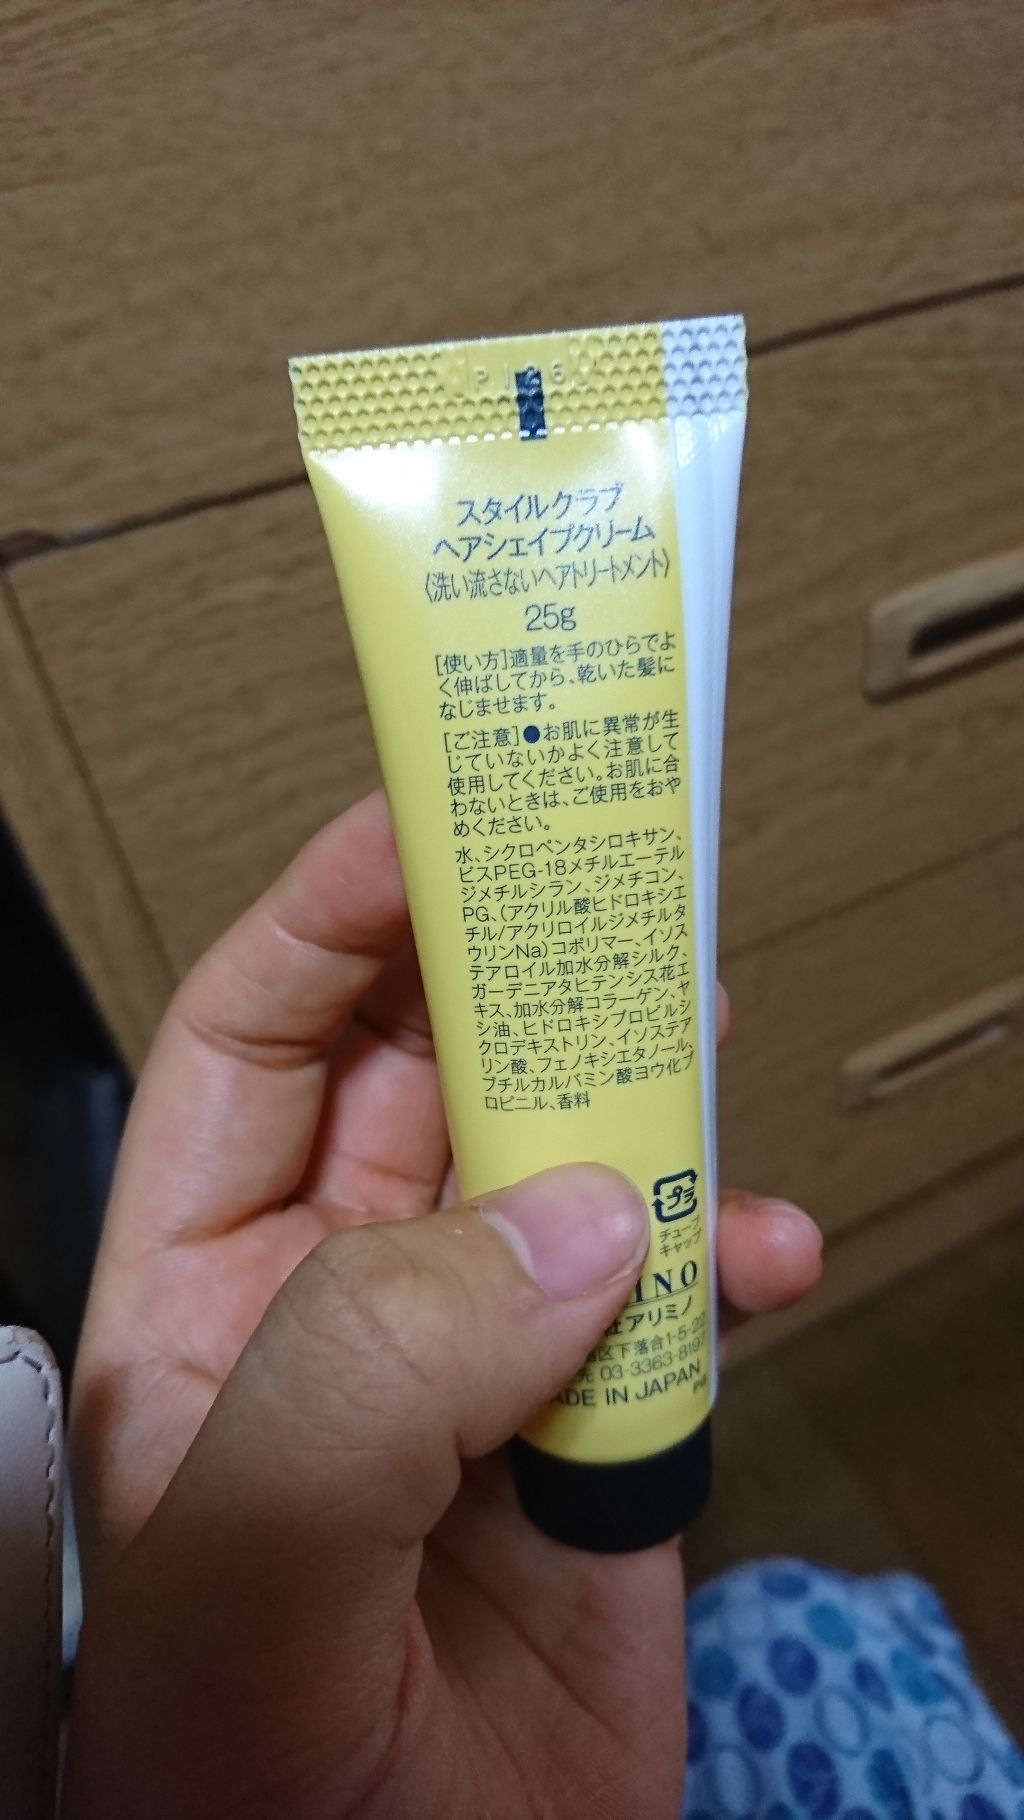 スタイルクラブ
ヘアシェイプクリーム
〈洗い流さないヘアトリートメント〉
25g
[使い方]適量を手のひらでよ
く伸ばしてから、乾いた髪に
なじませます。
[ご注意]●お肌に異常が生
じていないかよく注意して
使用してください。お肌に合
わないときは、ご使用をおや
めください。
水、シクロペンタシロキサン、
ビスPEG-18メチルエーテル
ジメチルシラン、ジメチコン、
PG、(アクリル酸ヒドロキシエ
チル/アクリロイルジメチルタ
ウリンNa)コポリマー、イソス
テアロイル加水分解シルク、
ガーデニアタヒテンシス花エ
キス、加水分解コラーゲン、ヤ
シ油、ヒドロキシプロピルシ
クロデキストリン、イソステア
リン酸、フェノキシエタノール、
ブチルカルバミン酸ヨウ化プ
ロピニル、香料
プラ
チューブ
キャップ
INO
社アリミノ
区下落合1-5-22
先 03-3363-8197
ADE IN JAPAN